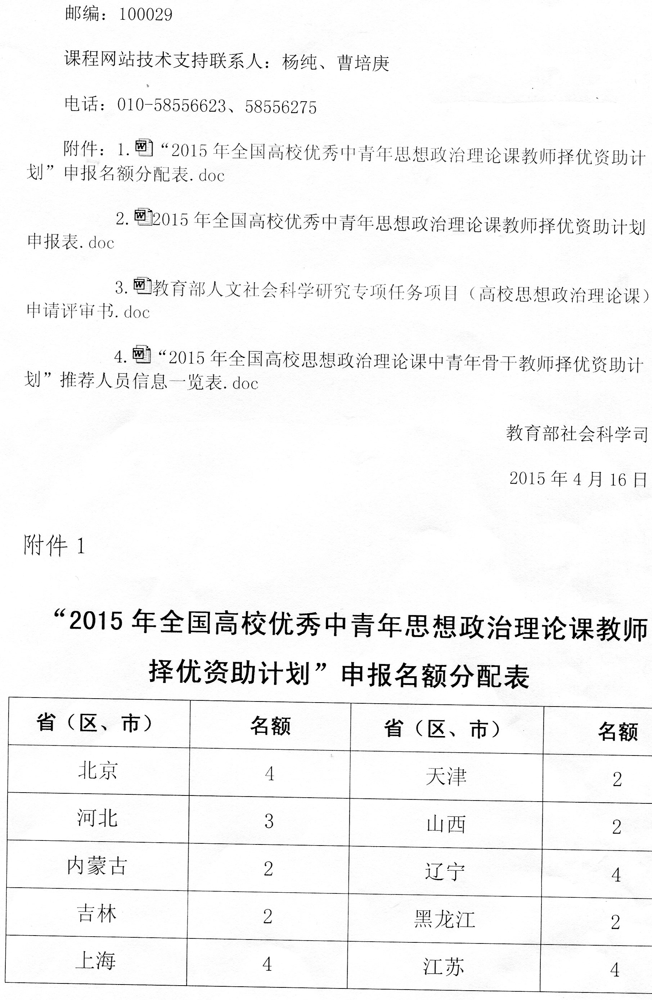 邮编：100029
课程网站技术支持联系人：杨纯、曹培庚
电话：010-58556623、58556275
附件：1.“2015年全国高校优秀中青年思想政治理论课教师择优资助计
划”申报名额分配表.doc
2.2015年全国高校优秀中青年思想政治理论课教师择优资助计划
申报表.doc
3.教育部人文社会科学研究专项任务项目（高校思想政治理论课）
申请评审书.doc
4.“2015年全国高校思想政治理论课中青年骨干教师择优资助计
划”推荐人员信息一览表.doc
教育部社会科学司
2015年4月16日
附件1
“2015年全国高校优秀中青年思想政治理论课教师
择优资助计划”申报名额分配表
省（区、市） 名额 省（区、市） 名额
北京 4 天津 2
河北 3 山西 2
内蒙古 2 辽宁 4
吉林 2 黑龙江 2
上海 4 江苏 4